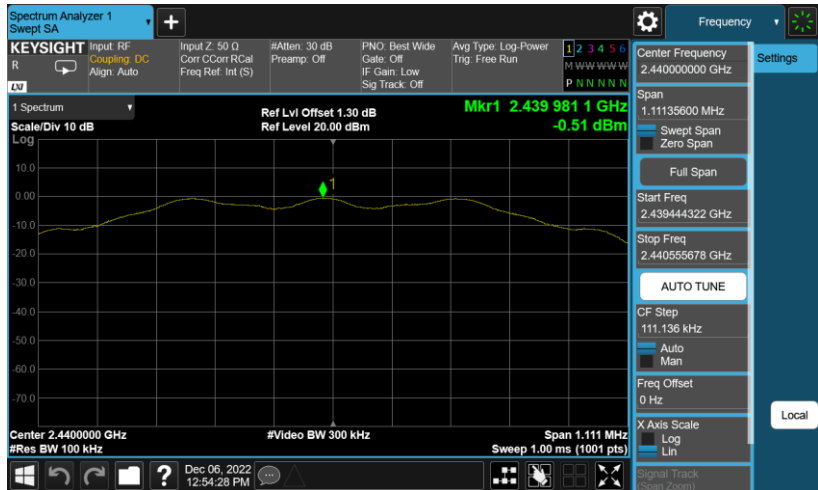 Spectrum Analyzer 1
Swept SA
Frequency
KEYSIGHT
R
LXI
Input: RF
Coupling: DC
Align: Auto
Input Z: 50 Ω
Corr CCorr RCal
Freq Ref: Int (S)
#Atten: 30 dB
Preamp: Off
PNO: Best Wide
Gate: Off
IF Gain: Low
Sig Track: Off
Avg Type: Log-Power
Trig: Free Run
1 2 3 4 5 6
M W W W W W
P N N N N N
1 Spectrum
Scale/Div 10 dB
Log
Ref Lvl Offset 1.30 dB
Ref Level 20.00 dBm
Mkr1 2.439 981 1 GHz
-0.51 dBm
1
10.0
0.00
-10.0
-20.0
-30.0
-40.0
-50.0
-60.0
-70.0
Center 2.4400000 GHz
#Res BW 100 kHz
#Video BW 300 kHz
Span 1.111 MHz
Sweep 1.00 ms (1001 pts)
Dec 06, 2022
12:54:28 PM
Center Frequency
2.440000000 GHz
Span
1.11135600 MHz
Swept Span
Zero Span
Full Span
Start Freq
2.439444322 GHz
Stop Freq
2.440555678 GHz
AUTO TUNE
CF Step
111.136 kHz
Auto
Man
Freq Offset
0 Hz
X Axis Scale
Log
Lin
Signal Track
(Span Zoom)
Settings
Local